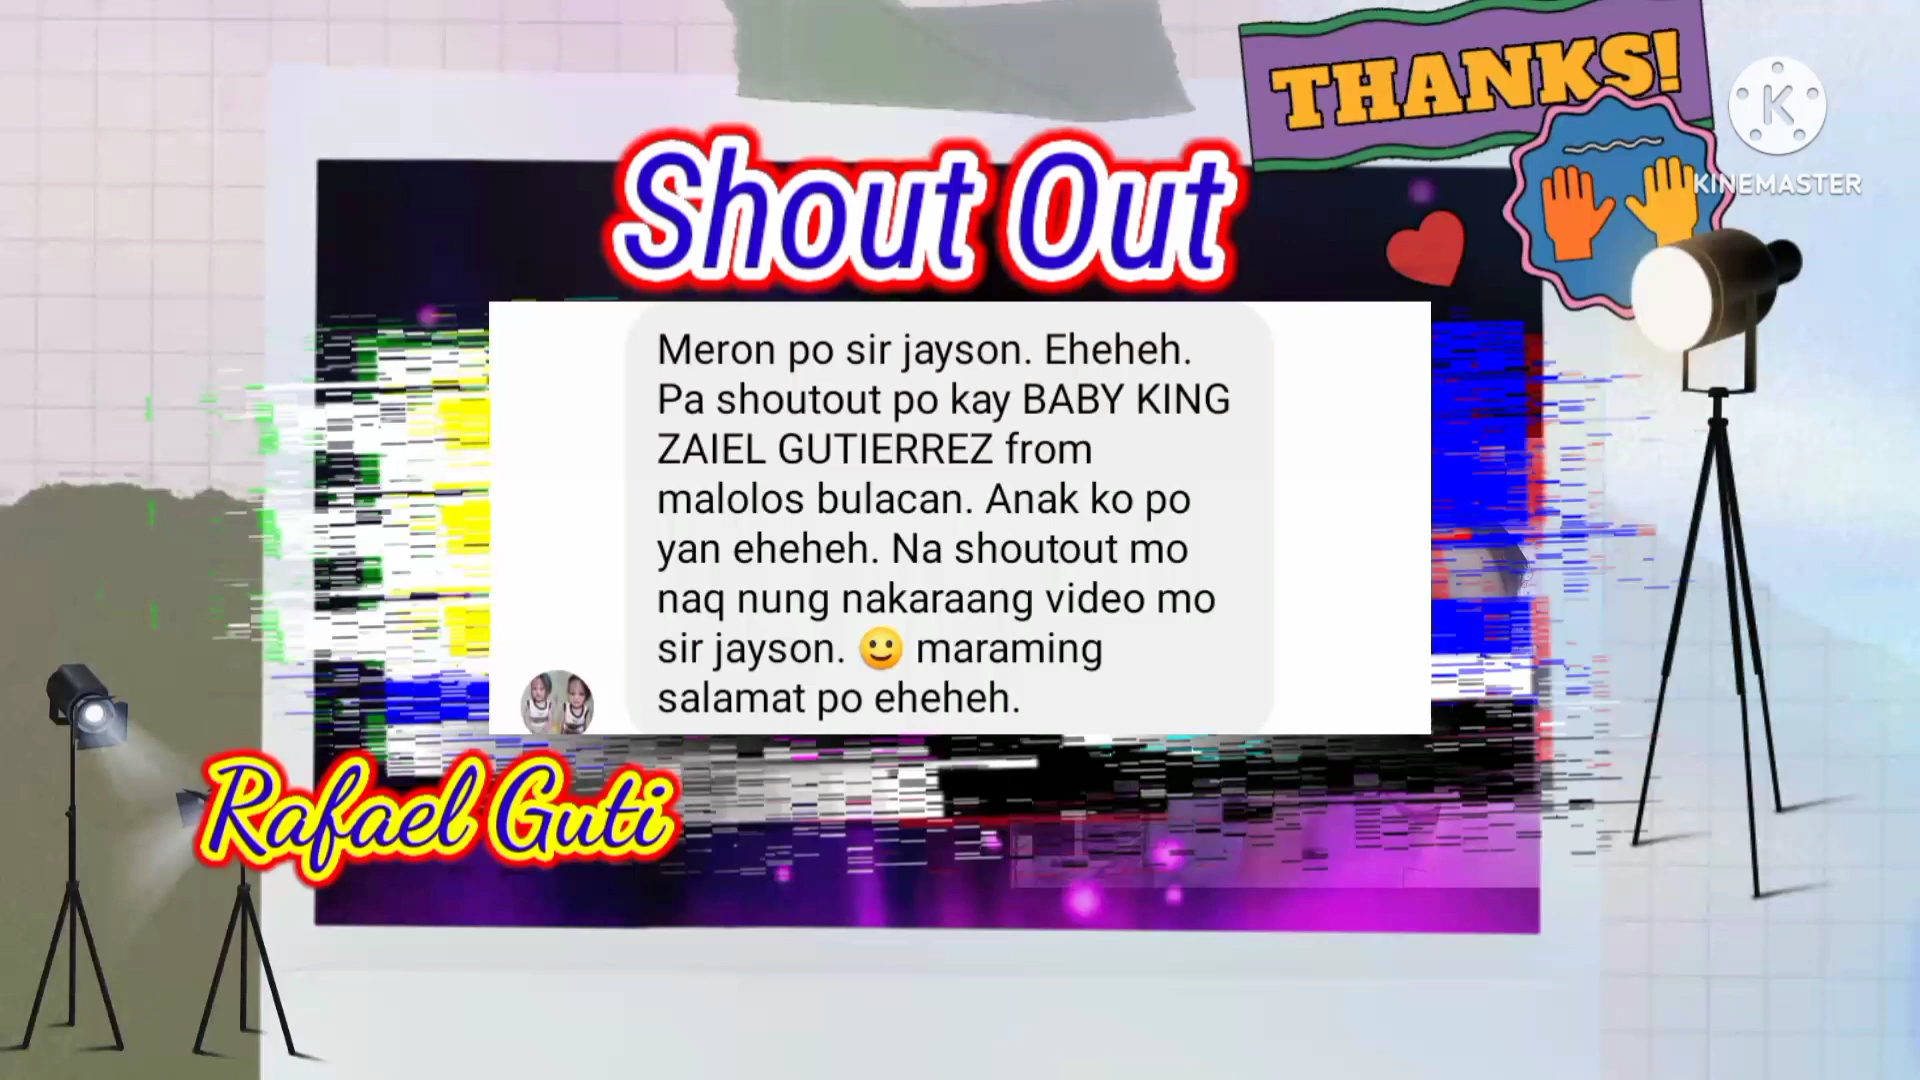 THANKS!
K
KINEMASTER
Shout Out
Meron po sir jayson. Eheheh.
Pa shoutout po kay BABY KING
ZAIEL GUTIERREZ from
malolos bulacan. Anak ko po
yan eheheh. Na shoutout mo
naq nung nakaraang video mo
sir jayson. 🙂 maraming
salamat po eheheh.
Rafael Guti